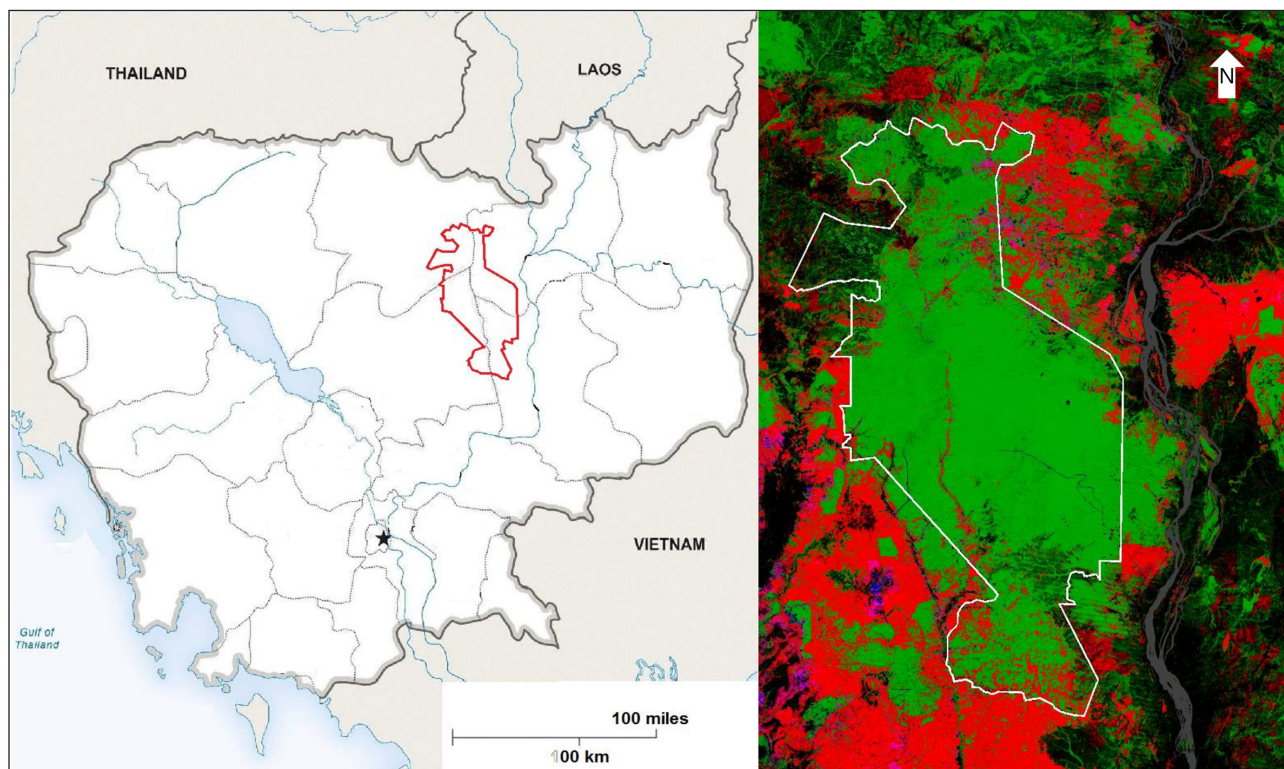 THAILAND
LAOS
N
VIETNAM
Gulf of
Thailand
100 miles
100 km